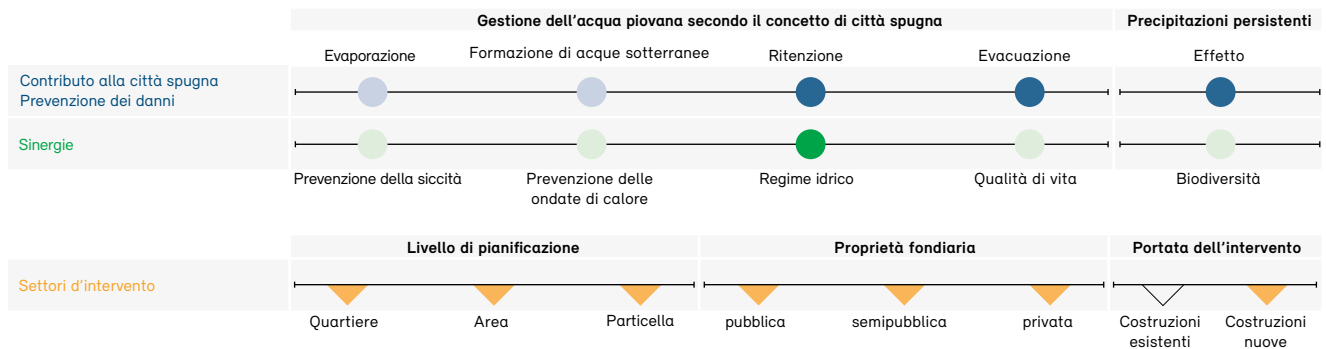 Gestione dell'acqua piovana secondo il concetto di città spugna
Precipitazioni persistenti
Evaporazione
Formazione di acque sotterranee
Ritenzione
Evacuazione
Effetto
Contributo alla città spugna
Prevenzione dei danni
Sinergie
Prevenzione della siccità
Prevenzione delle
ondate di calore
Regime idrico
Qualità di vita
Biodiversità
Livello di pianificazione
Proprietà fondiaria
Portata dell'intervento
Settori d'intervento
Quartiere
Area
Particella
pubblica
semipubblica
privata
Costruzioni
esistenti
Costruzioni
nuove